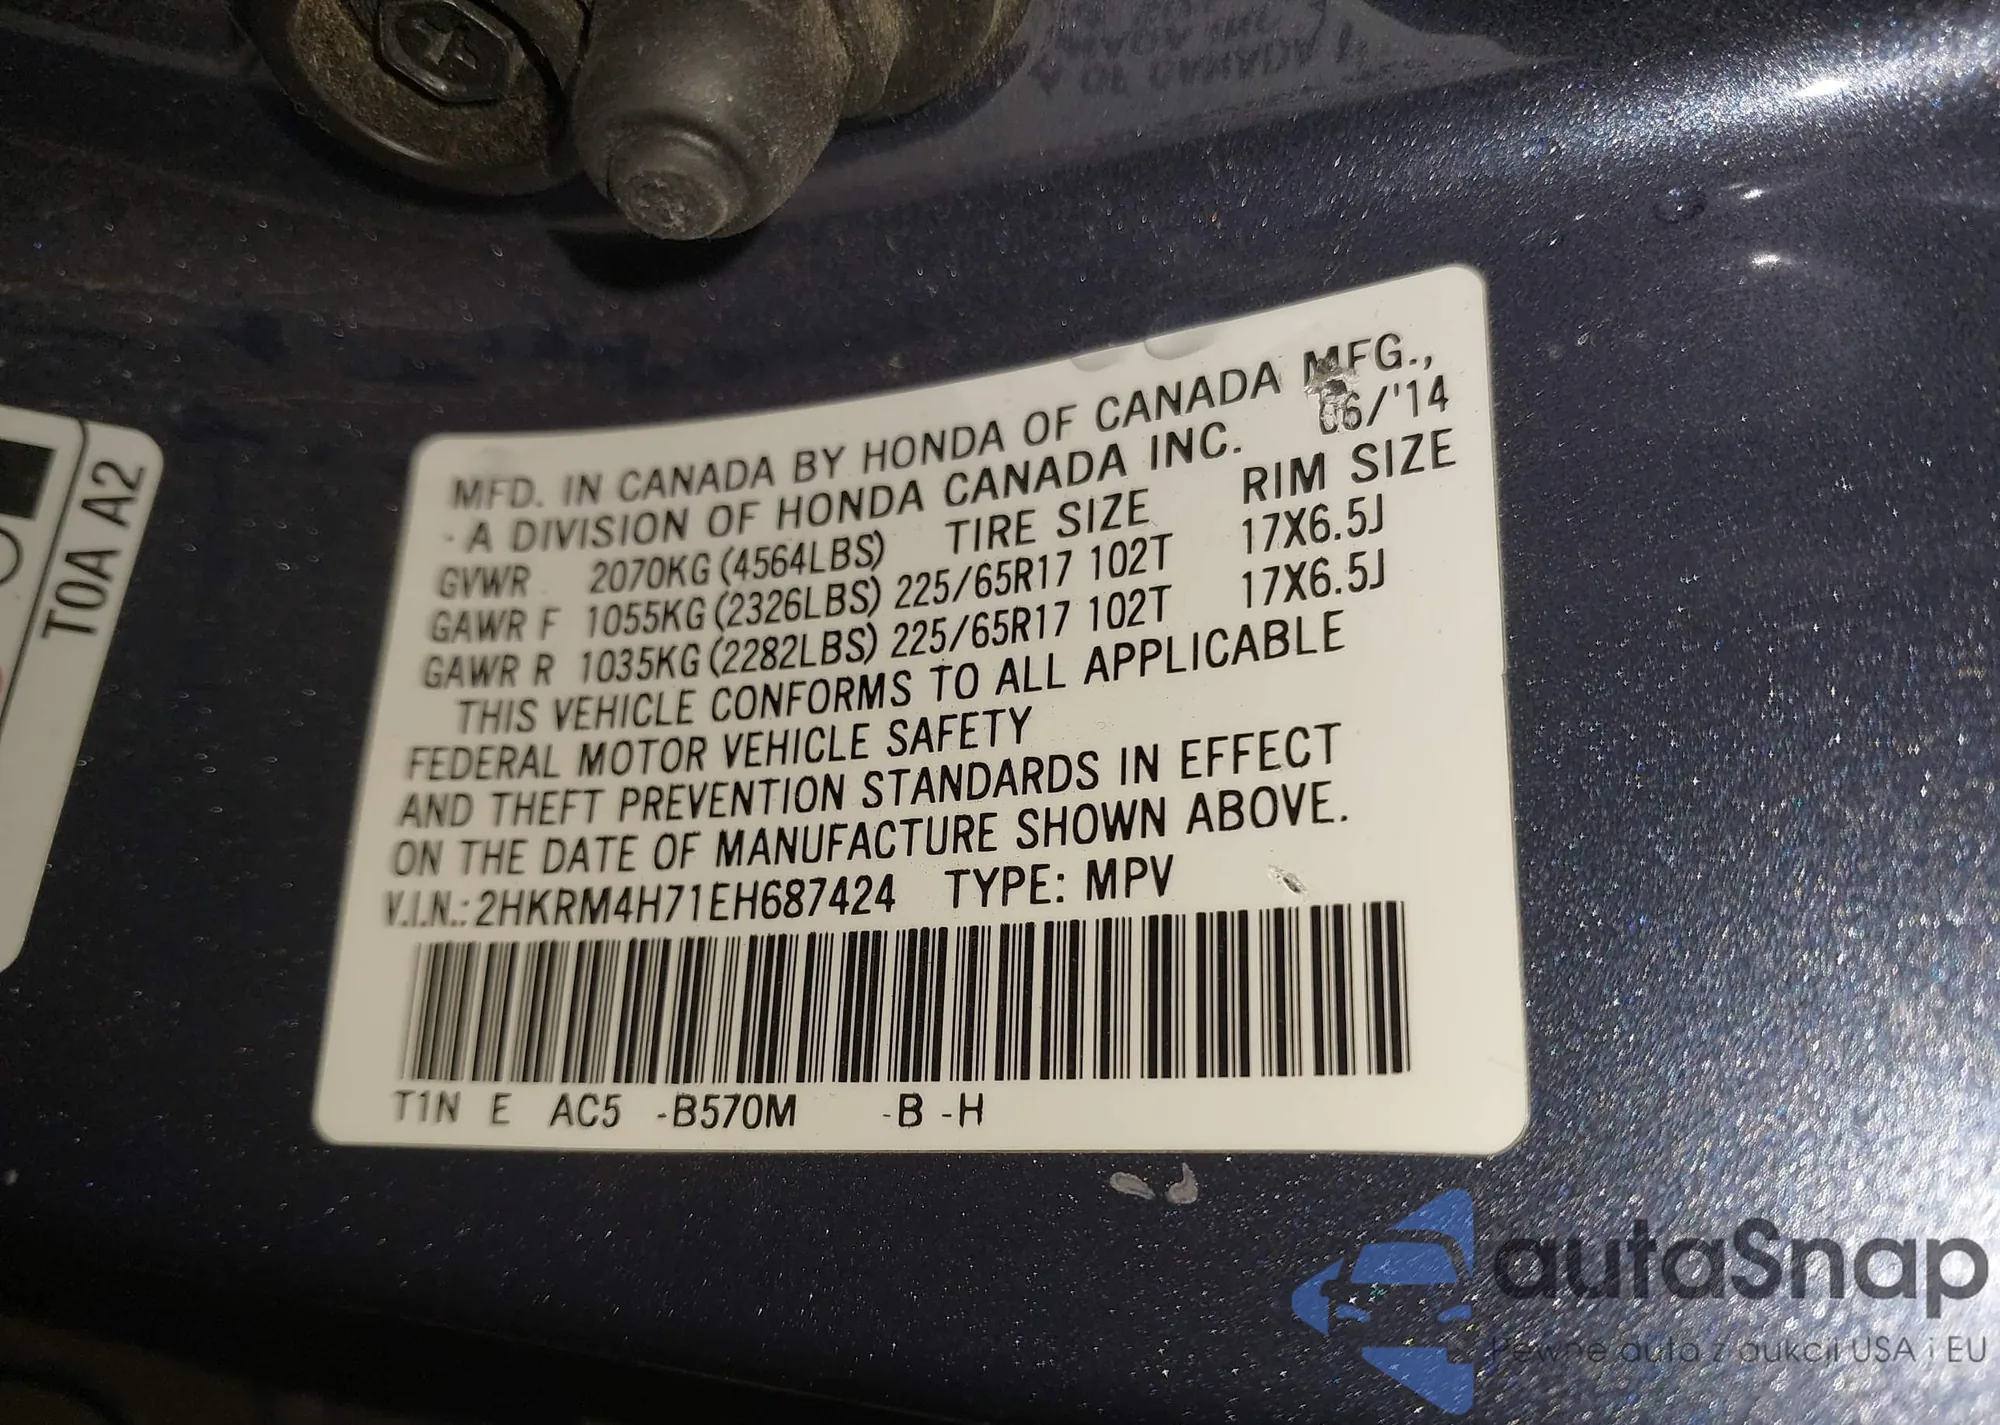 MFD. IN CANADA BY HONDA OF CANADA MFG.,
- A DIVISION OF HONDA CANADA INC. 06/'14
GVWR 2070KG (4564LBS) TIRE SIZE RIM SIZE
GAWR F 1055KG (2326LBS) 225/65R17 102T 17X6.5J
GAWR R 1035KG (2282LBS) 225/65R17 102T 17X6.5J
THIS VEHICLE CONFORMS TO ALL APPLICABLE
FEDERAL MOTOR VEHICLE SAFETY
AND THEFT PREVENTION STANDARDS IN EFFECT
ON THE DATE OF MANUFACTURE SHOWN ABOVE.
V.I.N.: 2HKRM4H71EH687424 TYPE: MPV
T1N E AC5 -B570M -B -H
T0A A2
autaSnap
Pewne auta z aukcji USA i EU